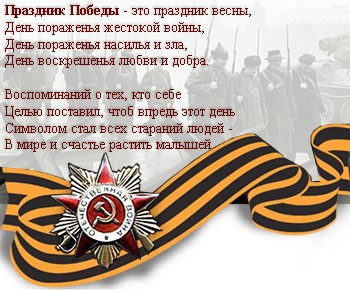 Праздник Победы - это праздник весны,
День пораженья жестокой войны,
День пораженья насилья и зла,
День воскрешенья любви и добра.
Воспоминаний о тех, кто себе
Целью поставил, чтоб впредь этот день
Символом стал всех стараний людей -
В мире и счастье растить малышей
ОТЕЧЕСТВЕННАЯ ВОЙНА